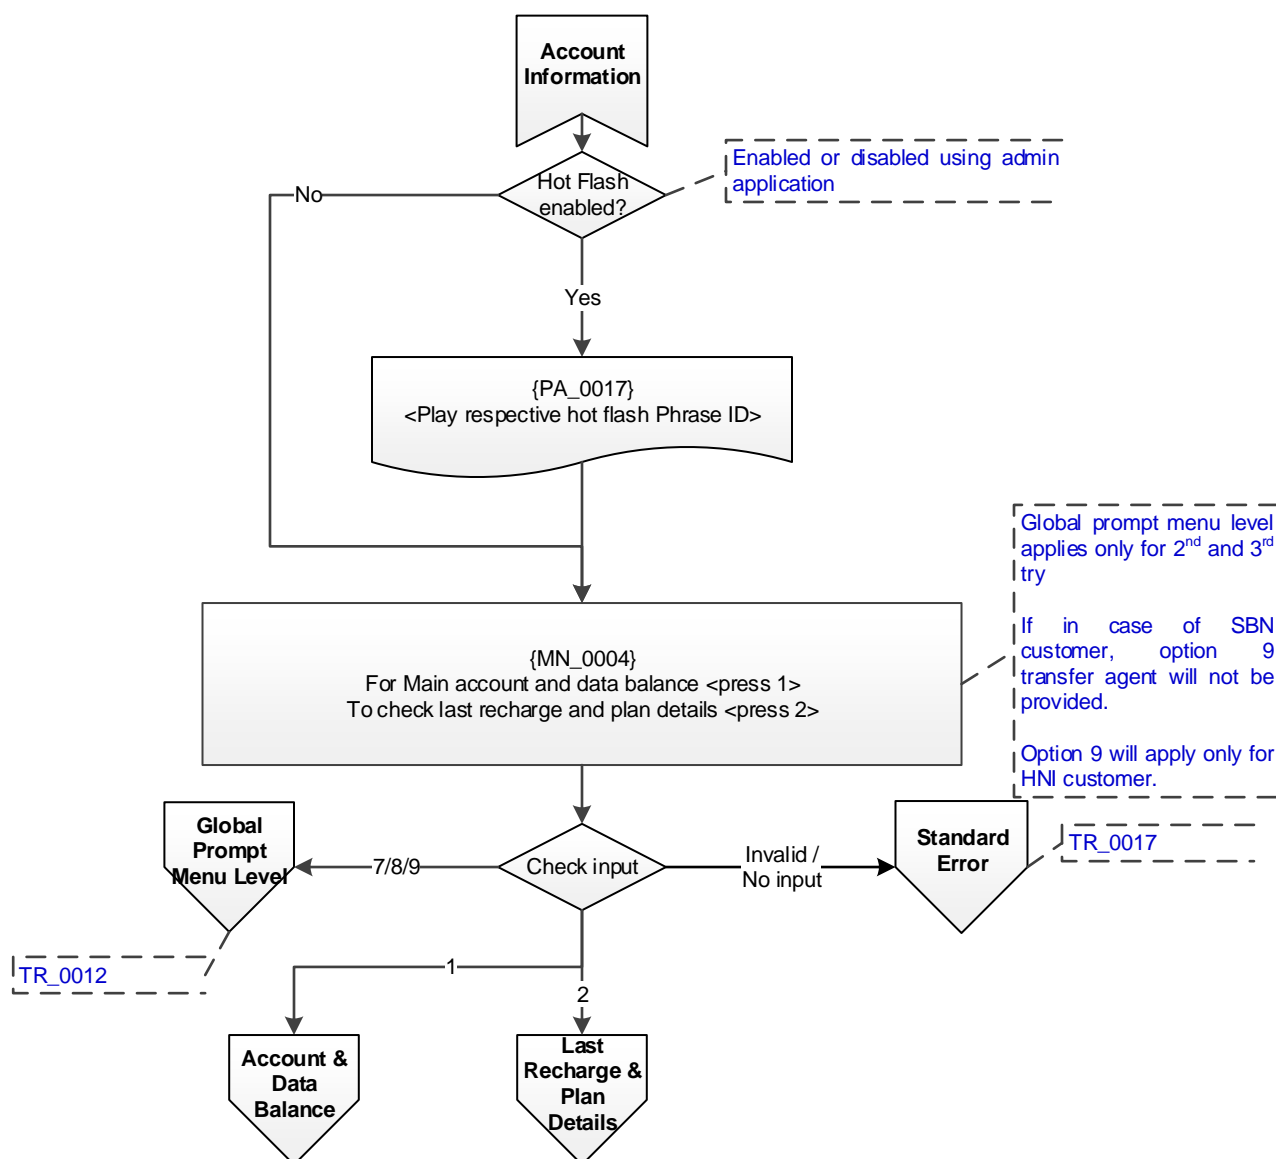 Account
Information
Hot Flash
enabled?
Enabled or disabled using admin
application
No
Yes
{PA_0017}
<Play respective hot flash Phrase ID>
Global prompt menu level
applies only for 2nd and 3rd
try
If in case of SBN
customer, option 9
transfer agent will not be
provided.
Option 9 will apply only for
HNI customer.
{MN_0004}
For Main account and data balance <press 1>
To check last recharge and plan details <press 2>
Global
Prompt
Menu Level
7/8/9
Check input
Invalid /
No input
Standard
Error
TR_0017
TR_0012
1
2
Account &
Data
Balance
Last
Recharge &
Plan
Details